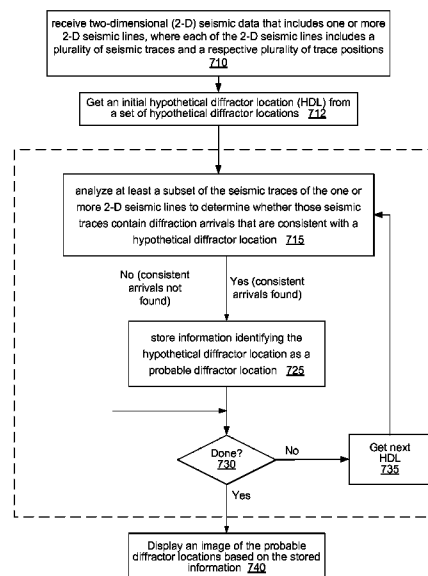 receive two-dimensional (2-D) seismic data that includes one or more
2-D seismic lines, where each of the 2-D seismic lines includes a
plurality of seismic traces and a respective plurality of trace positions
710
Get an initial hypothetical diffractor location (HDL) from
a set of hypothetical diffractor locations 712
analyze at least a subset of the seismic traces of the one or
more 2-D seismic lines to determine whether those seismic
traces contain diffraction arrivals that are consistent with a
hypothetical diffractor location 715
No (consistent
arrivals not
found)
Yes (consistent
arrivals found)
store information identifying the
hypothetical diffractor location as a
probable diffractor location 725
Done?
730
No
Get next
HDL
735
Yes
Display an image of the probable
diffractor locations based on the stored
information 740